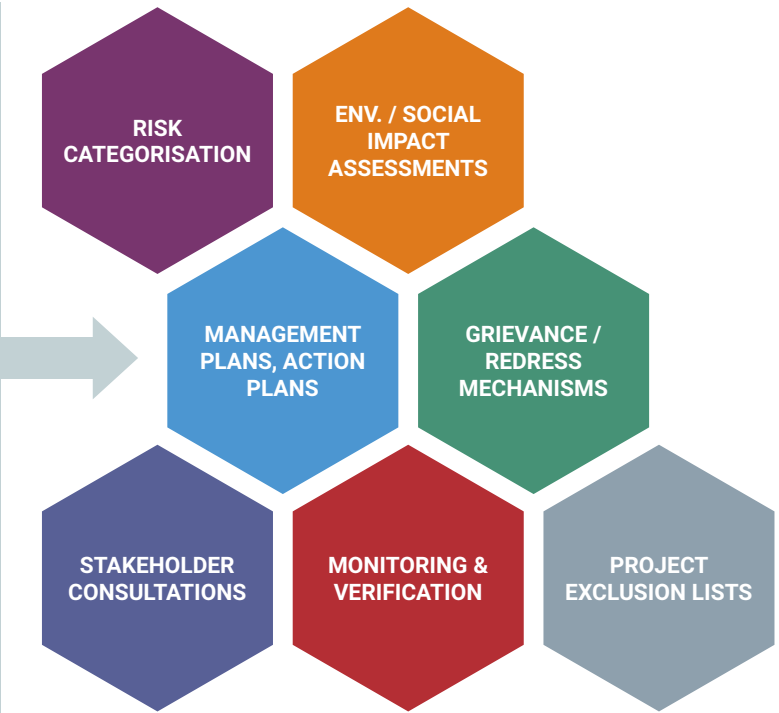 RISK
CATEGORISATION
ENV. / SOCIAL
IMPACT
ASSESSMENTS
MANAGEMENT
PLANS, ACTION
PLANS
GRIEVANCE /
REDRESS
MECHANISMS
STAKEHOLDER
CONSULTATIONS
MONITORING &
VERIFICATION
PROJECT
EXCLUSION LISTS